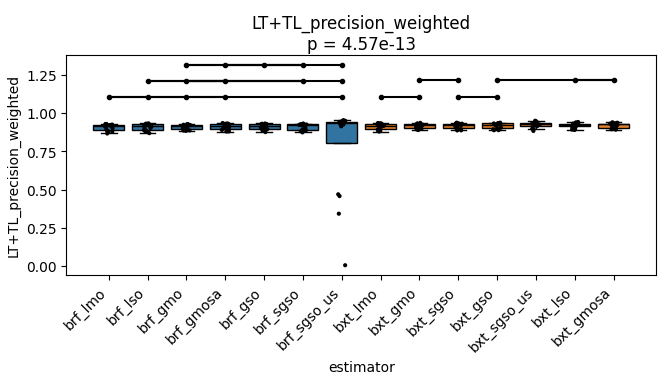 LT+TL_precision_weighted
p = 4.57e-13
LT+TL_precision_weighted
1.25
1.00
0.75
0.50
0.25
0.00
brf_lmo
brf_lso
brf_gmo
brf_gmosa
brf_gso
brf_sgso
brf_sgso_us
bxt_lmo
bxt_gmo
bxt_sgso
bxt_gso
bxt_sgso_us
bxt_lso
bxt_gmosa
estimator